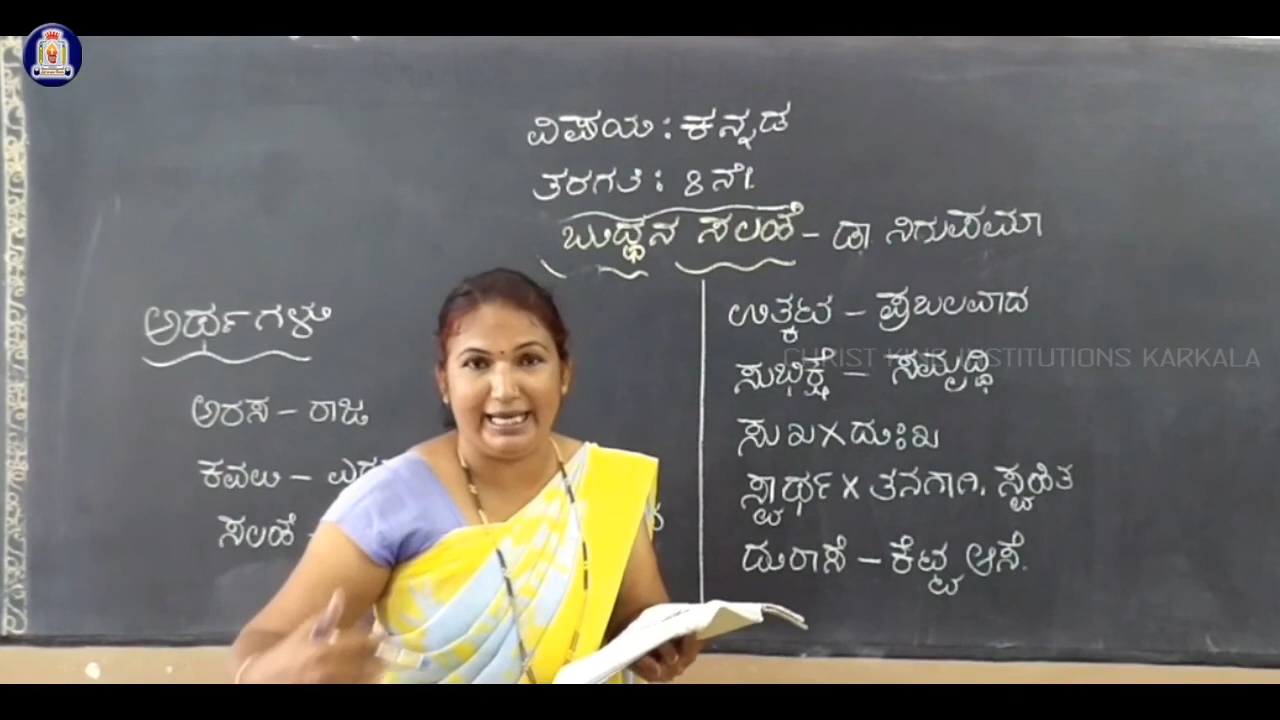 ವಿಷಯ : ಕನ್ನಡ
ತರಗತಿ : 8 ನೇ
ಬುದ್ಧನ ಸಲಹೆ – ಡಾ ನಿರುಪಮಾ
ಅರ್ಥಗಳು
ಅರಸ – ರಾಜ
ಕವಲು –
ಸಲಹೆ –
ಉತ್ಕಟ – ಪ್ರಬಲವಾದ
CHRIST KING INSTITUTIONS KARKALA
ಸುಭಿಕ್ಷೆ – ಸಮೃದ್ಧಿ
ಸುಖ X ದುಃಖ
ಸ್ವಾರ್ಥ X ತನಗಾಗಿ, ಸ್ವಹಿತ
ದುರಾಸೆ – ಕೆಟ್ಟ ಆಸೆ.